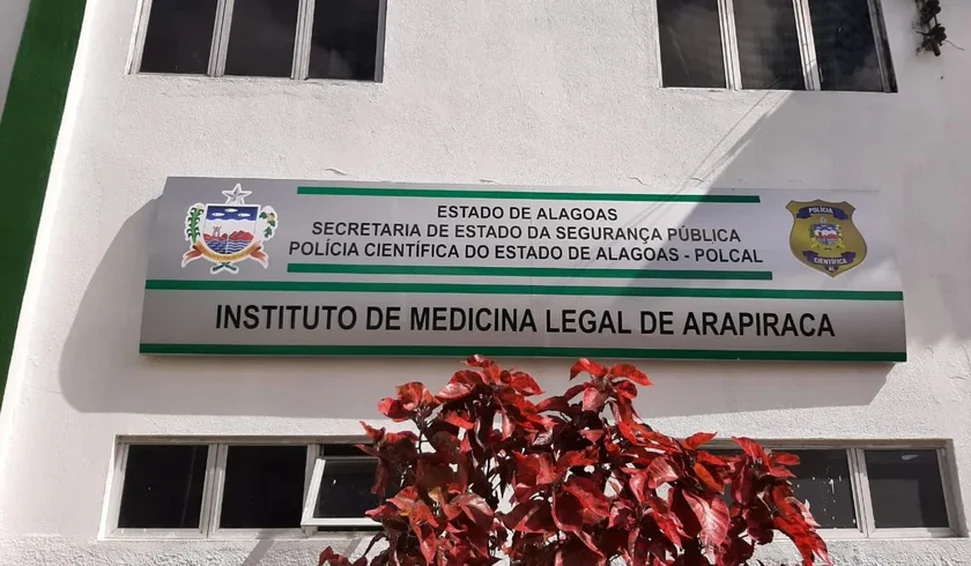 ESTADO DE ALAGOAS
SECRETARIA DE ESTADO DA SEGURANÇA PÚBLICA
POLÍCIA CIENTÍFICA DO ESTADO DE ALAGOAS - POLCAL
POLÍCIA
CIENTÍFICA
AL
INSTITUTO DE MEDICINA LEGAL DE ARAPIRACA